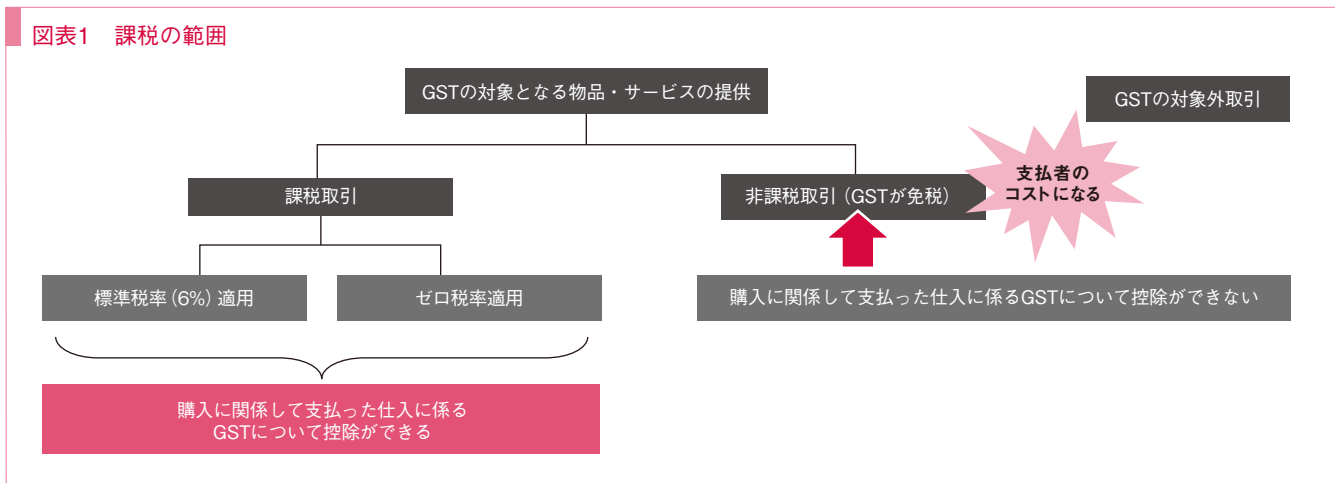 図表1 課税の範囲
GSTの対象となる物品・サービスの提供
GSTの対象外取引
支払者の
コストになる
課税取引
非課税取引（GSTが免税）
標準税率（6%）適用
ゼロ税率適用
購入に関係して支払った仕入に係るGSTについて控除ができない
購入に関係して支払った仕入に係る
GSTについて控除ができる